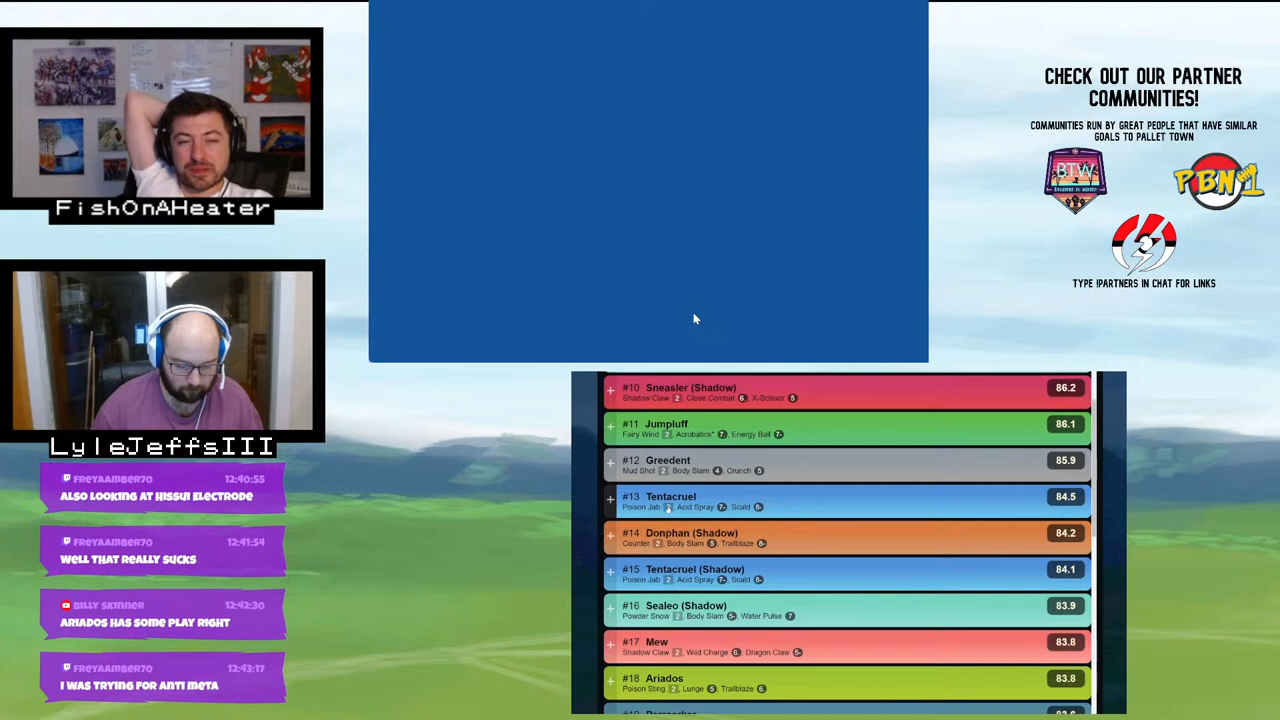 FishOnAHeater
LyleJeffsIII
FREYAAMBER70 12:40:55
ALSO LOOKING AT HISSUI ELECTRODE
FREYAAMBER70 12:41:54
WELL THAT REALLY SUCKS
BILLY SKINNER 12:42:30
ARIADOS HAS SOME PLAY RIGHT
FREYAAMBER70 12:43:17
I WAS TRYING FOR ANTI META
#10 Sneasler (Shadow) 86.2
Shadow Claw 2, Close Combat 6, X-Scissor 5
#11 Jumpluff 86.1
Fairy Wind 2, Acrobatics* 7, Energy Ball 7-
#12 Greedent 85.9
Mud Shot 2, Body Slam 4, Crunch 5
#13 Tentacruel 84.5
Poison Jab 2, Acid Spray 7-, Scald 8-
#14 Donphan (Shadow) 84.2
Counter 2, Body Slam 5, Trailblaze 6-
#15 Tentacruel (Shadow) 84.1
Poison Jab 2, Acid Spray 7-, Scald 8-
#16 Sealeo (Shadow) 83.9
Powder Snow 2, Body Slam 5-, Water Pulse 7
#17 Mew 83.8
Shadow Claw 2, Wild Charge 6, Dragon Claw 5-
#18 Ariados 83.8
Poison Sting 2, Lunge 5, Trailblaze 6
CHECK OUT OUR PARTNER
COMMUNITIES!
COMMUNITIES RUN BY GREAT PEOPLE THAT HAVE SIMILAR
GOALS TO PALLET TOWN
BTW
PBN1
TYPE !PARTNERS IN CHAT FOR LINKS